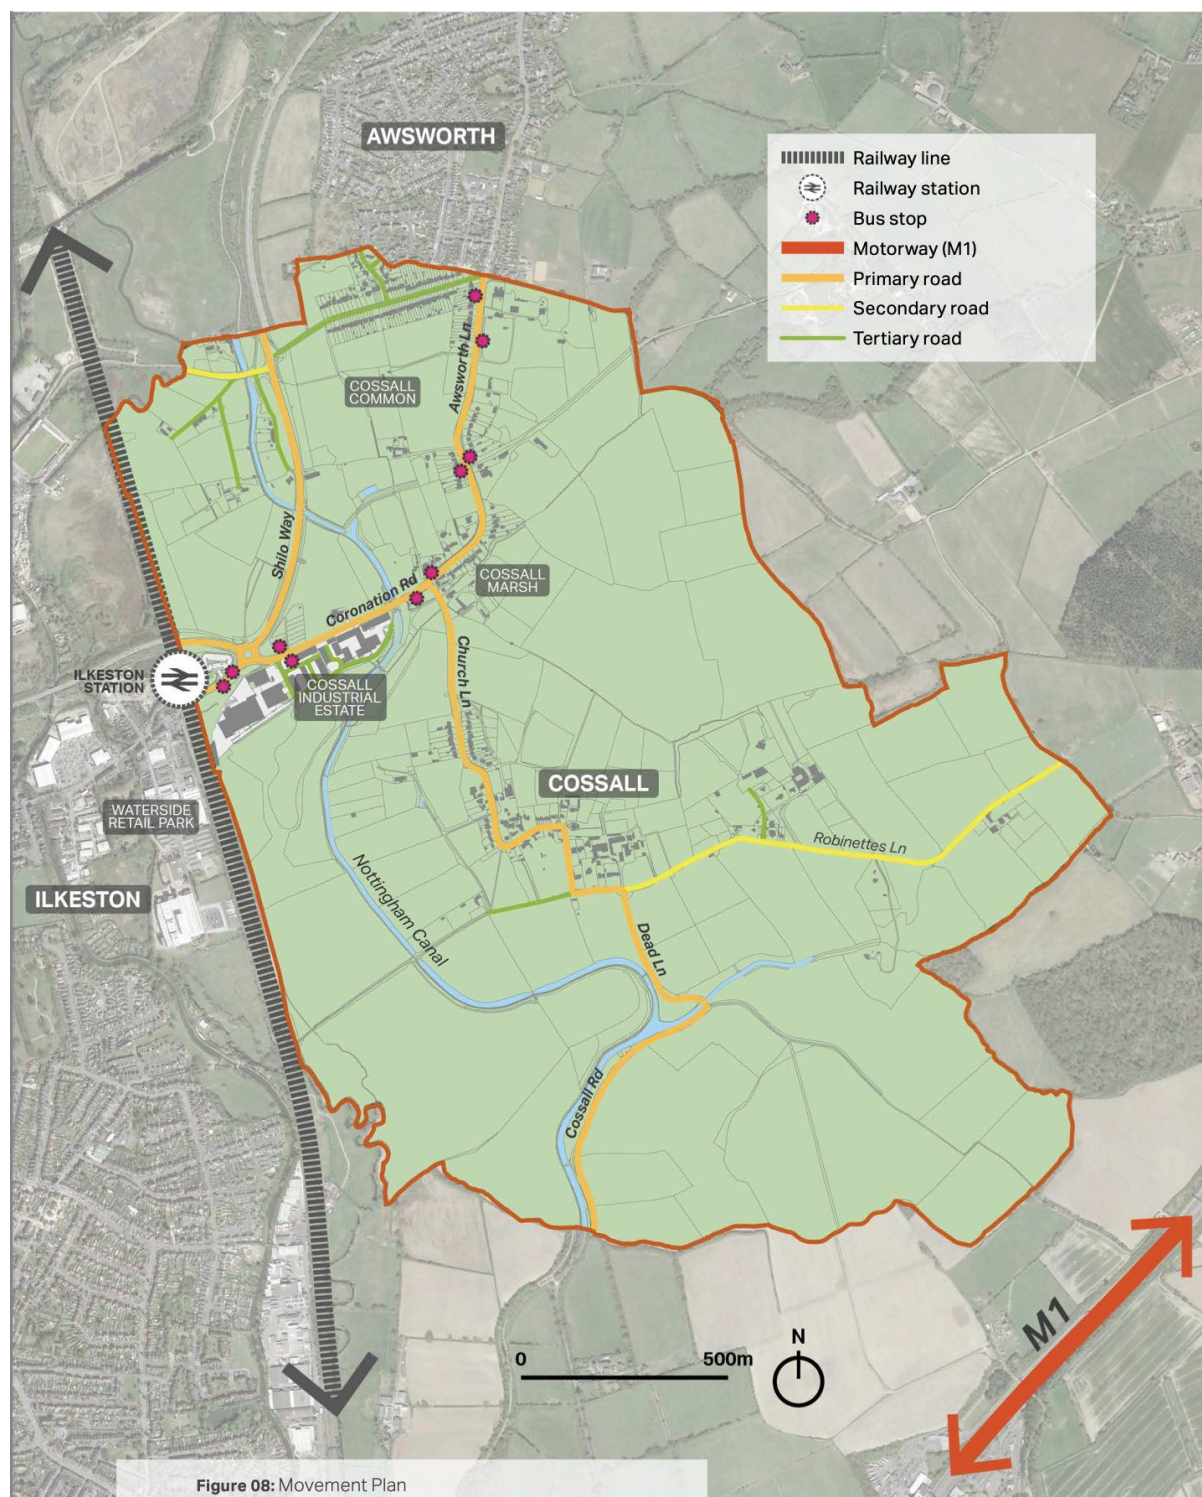 AWSWORTH
Railway line
Railway station
Bus stop
Motorway (M1)
Primary road
Secondary road
Tertiary road
Awsworth Ln
COSSALL
COMMON
Shilo Way
Coronation Rd
COSSALL
MARSH
Church Ln
ILKESTON
STATION
COSSALL
INDUSTRIAL
ESTATE
COSSALL
WATERSIDE
RETAIL PARK
Robinettes Ln
ILKESTON
Nottingham Canal
Dead Ln
Cossall Rd
M1
0 500m
N
Figure 08: Movement Plan